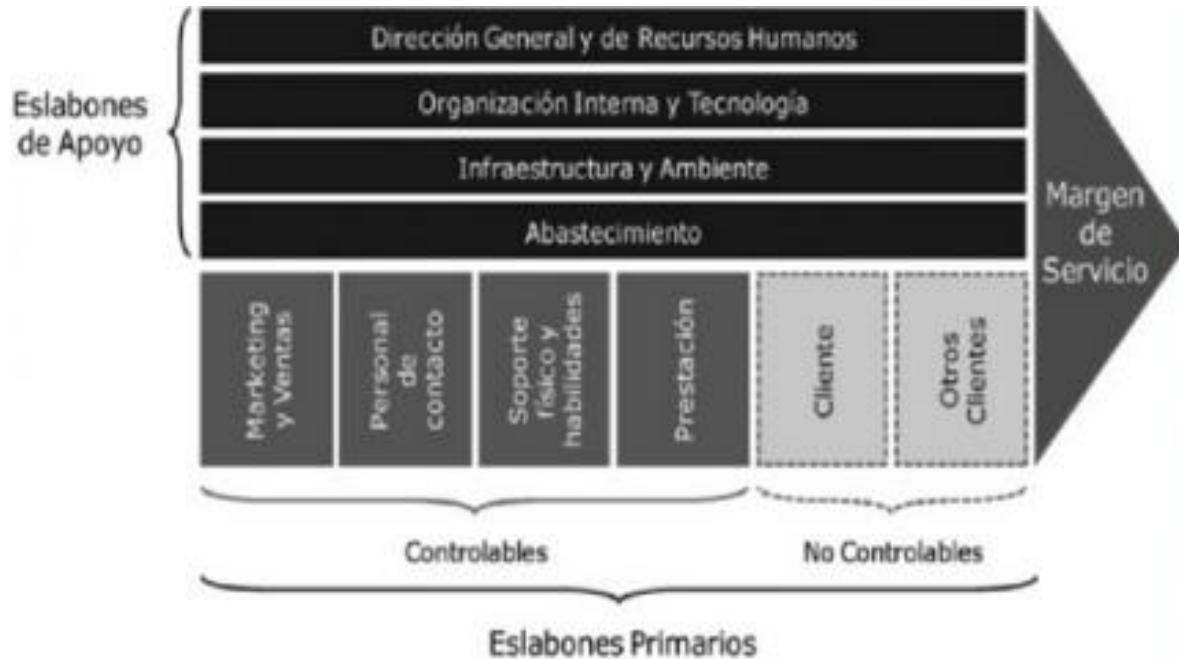 Dirección General y de Recursos Humanos
Organización Interna y Tecnología
Infraestructura y Ambiente
Abastecimiento
Eslabones
de Apoyo
Margen
de
Servicio
Marketing
y Ventas
Personal
de
contacto
Soporte
físico y
habilidades
Prestación
Cliente
Otros
Clientes
Controlables
No Controlables
Eslabones Primarios